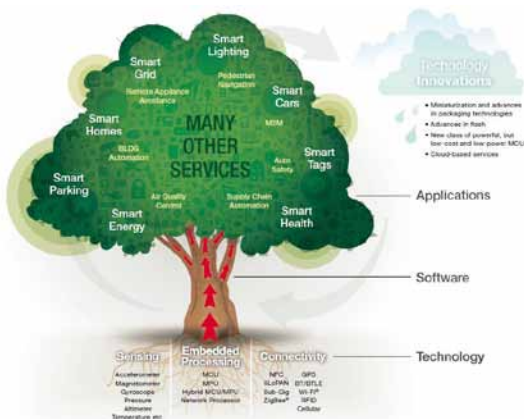 Smart
Lighting
Smart
Grid
Pedestrian
Navigation
Remote Appliance
Avoidance
Smart
Cars
Smart
Homes
MANY
OTHER
SERVICES
M2M
BLDG
Automation
Smart
Tags
Auto
Safety
Smart
Parking
Air Quality
Control
Supply Chain
Automation
Smart
Energy
Smart
Health
Technology
Innovations
• Miniaturization and advances
in packaging technologies
• Advances in flash
• New class of powerful, but
low-cost and low-power MCU
• Cloud-based services
Applications
Software
Technology
Sensing
Accelerometer
Magnetometer
Gyroscope
Pressure
Altimeter
Temperature etc.
Embedded
Processing
MCU
MPU
Hybrid MCU/MPU
Network Processor
Connectivity
NFC
6LoPAN
Sub-Gig
ZigBee®
GPS
BT/BTLE
Wi-Fi®
RFID
Cellular